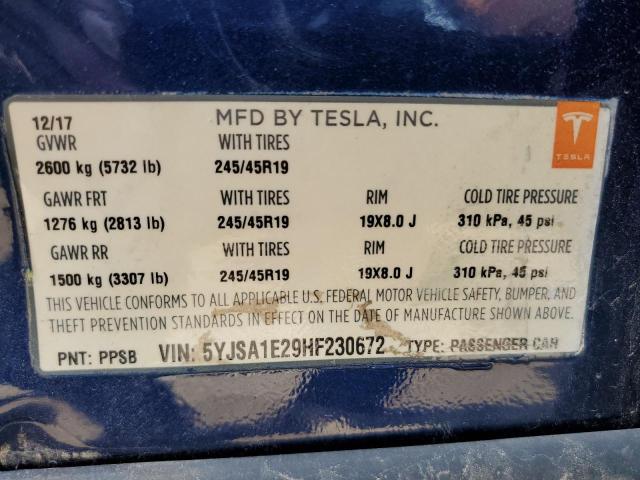 12/17 MFD BY TESLA, INC.
GVWR WITH TIRES
2600 kg (5732 lb) 245/45R19
TESLA
GAWR FRT WITH TIRES RIM COLD TIRE PRESSURE
1276 kg (2813 lb) 245/45R19 19X8.0 J 310 kPa, 45 psi
GAWR RR WITH TIRES RIM COLD TIRE PRESSURE
1500 kg (3307 lb) 245/45R19 19X8.0 J 310 kPa, 45 psi
THIS VEHICLE CONFORMS TO ALL APPLICABLE U.S. FEDERAL MOTOR VEHICLE SAFETY, BUMPER, AND
THEFT PREVENTION STANDARDS IN EFFECT ON THE DATE OF MANUFACTURE SHOWN ABOVE.
PNT: PPSB VIN: 5YJSA1E29HF230672 TYPE: PASSENGER CAR